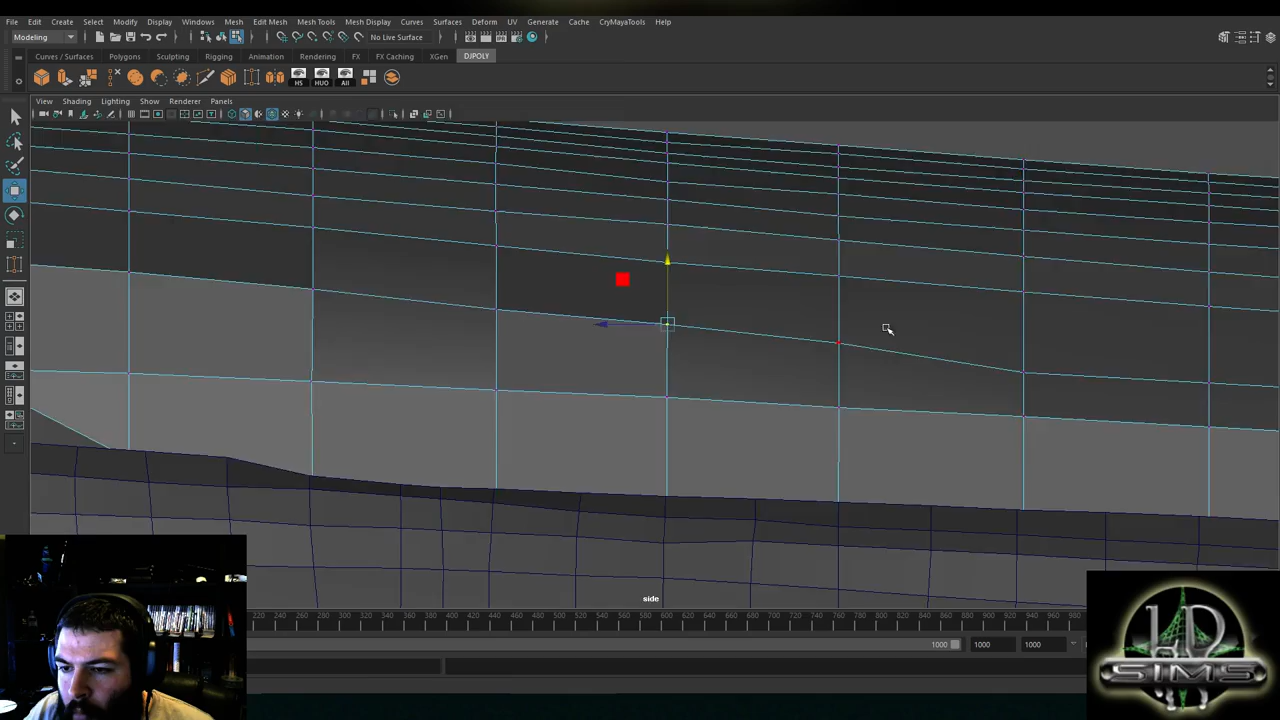 File Edit Create Select Modify Display Windows Mesh Edit Mesh Mesh Tools Mesh Display Curves Surfaces Deform UV Generate Cache CryMayaTools Help
Modeling No Live Surface
Curves / Surfaces Polygons Sculpting Rigging Animation Rendering FX FX Caching XGen DJPOLY
HS HUO All
View Shading Lighting Show Renderer Panels
side
220 240 260 280 300 320 340 360 380 400 420 440 460 480 500 520 540 560 580 600 620 640 660 680 700 720 740 760 780 800 820 840 860 880 900 920 940 960 980
1000 1000 1000
SIMS